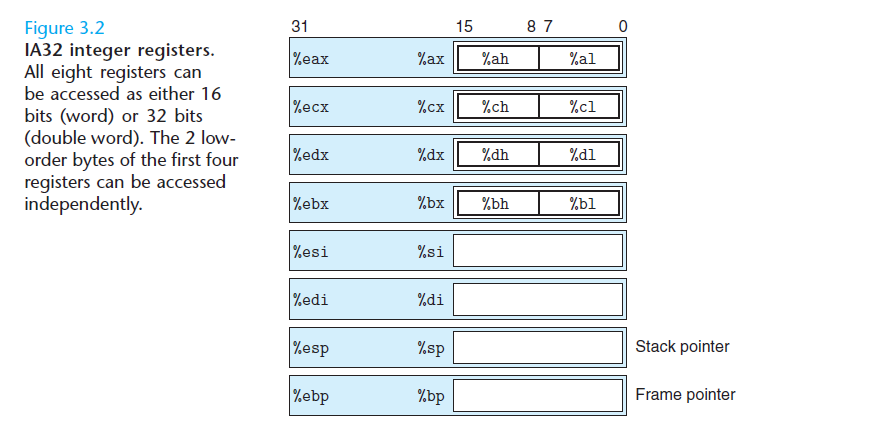 Figure 3.2
IA32 integer registers.
All eight registers can
be accessed as either 16
bits (word) or 32 bits
(double word). The 2 low-
order bytes of the first four
registers can be accessed
independently.
31 15 8 7 0
%eax %ax %ah %al
%ecx %cx %ch %cl
%edx %dx %dh %dl
%ebx %bx %bh %bl
%esi %si
%edi %di
%esp %sp Stack pointer
%ebp %bp Frame pointer